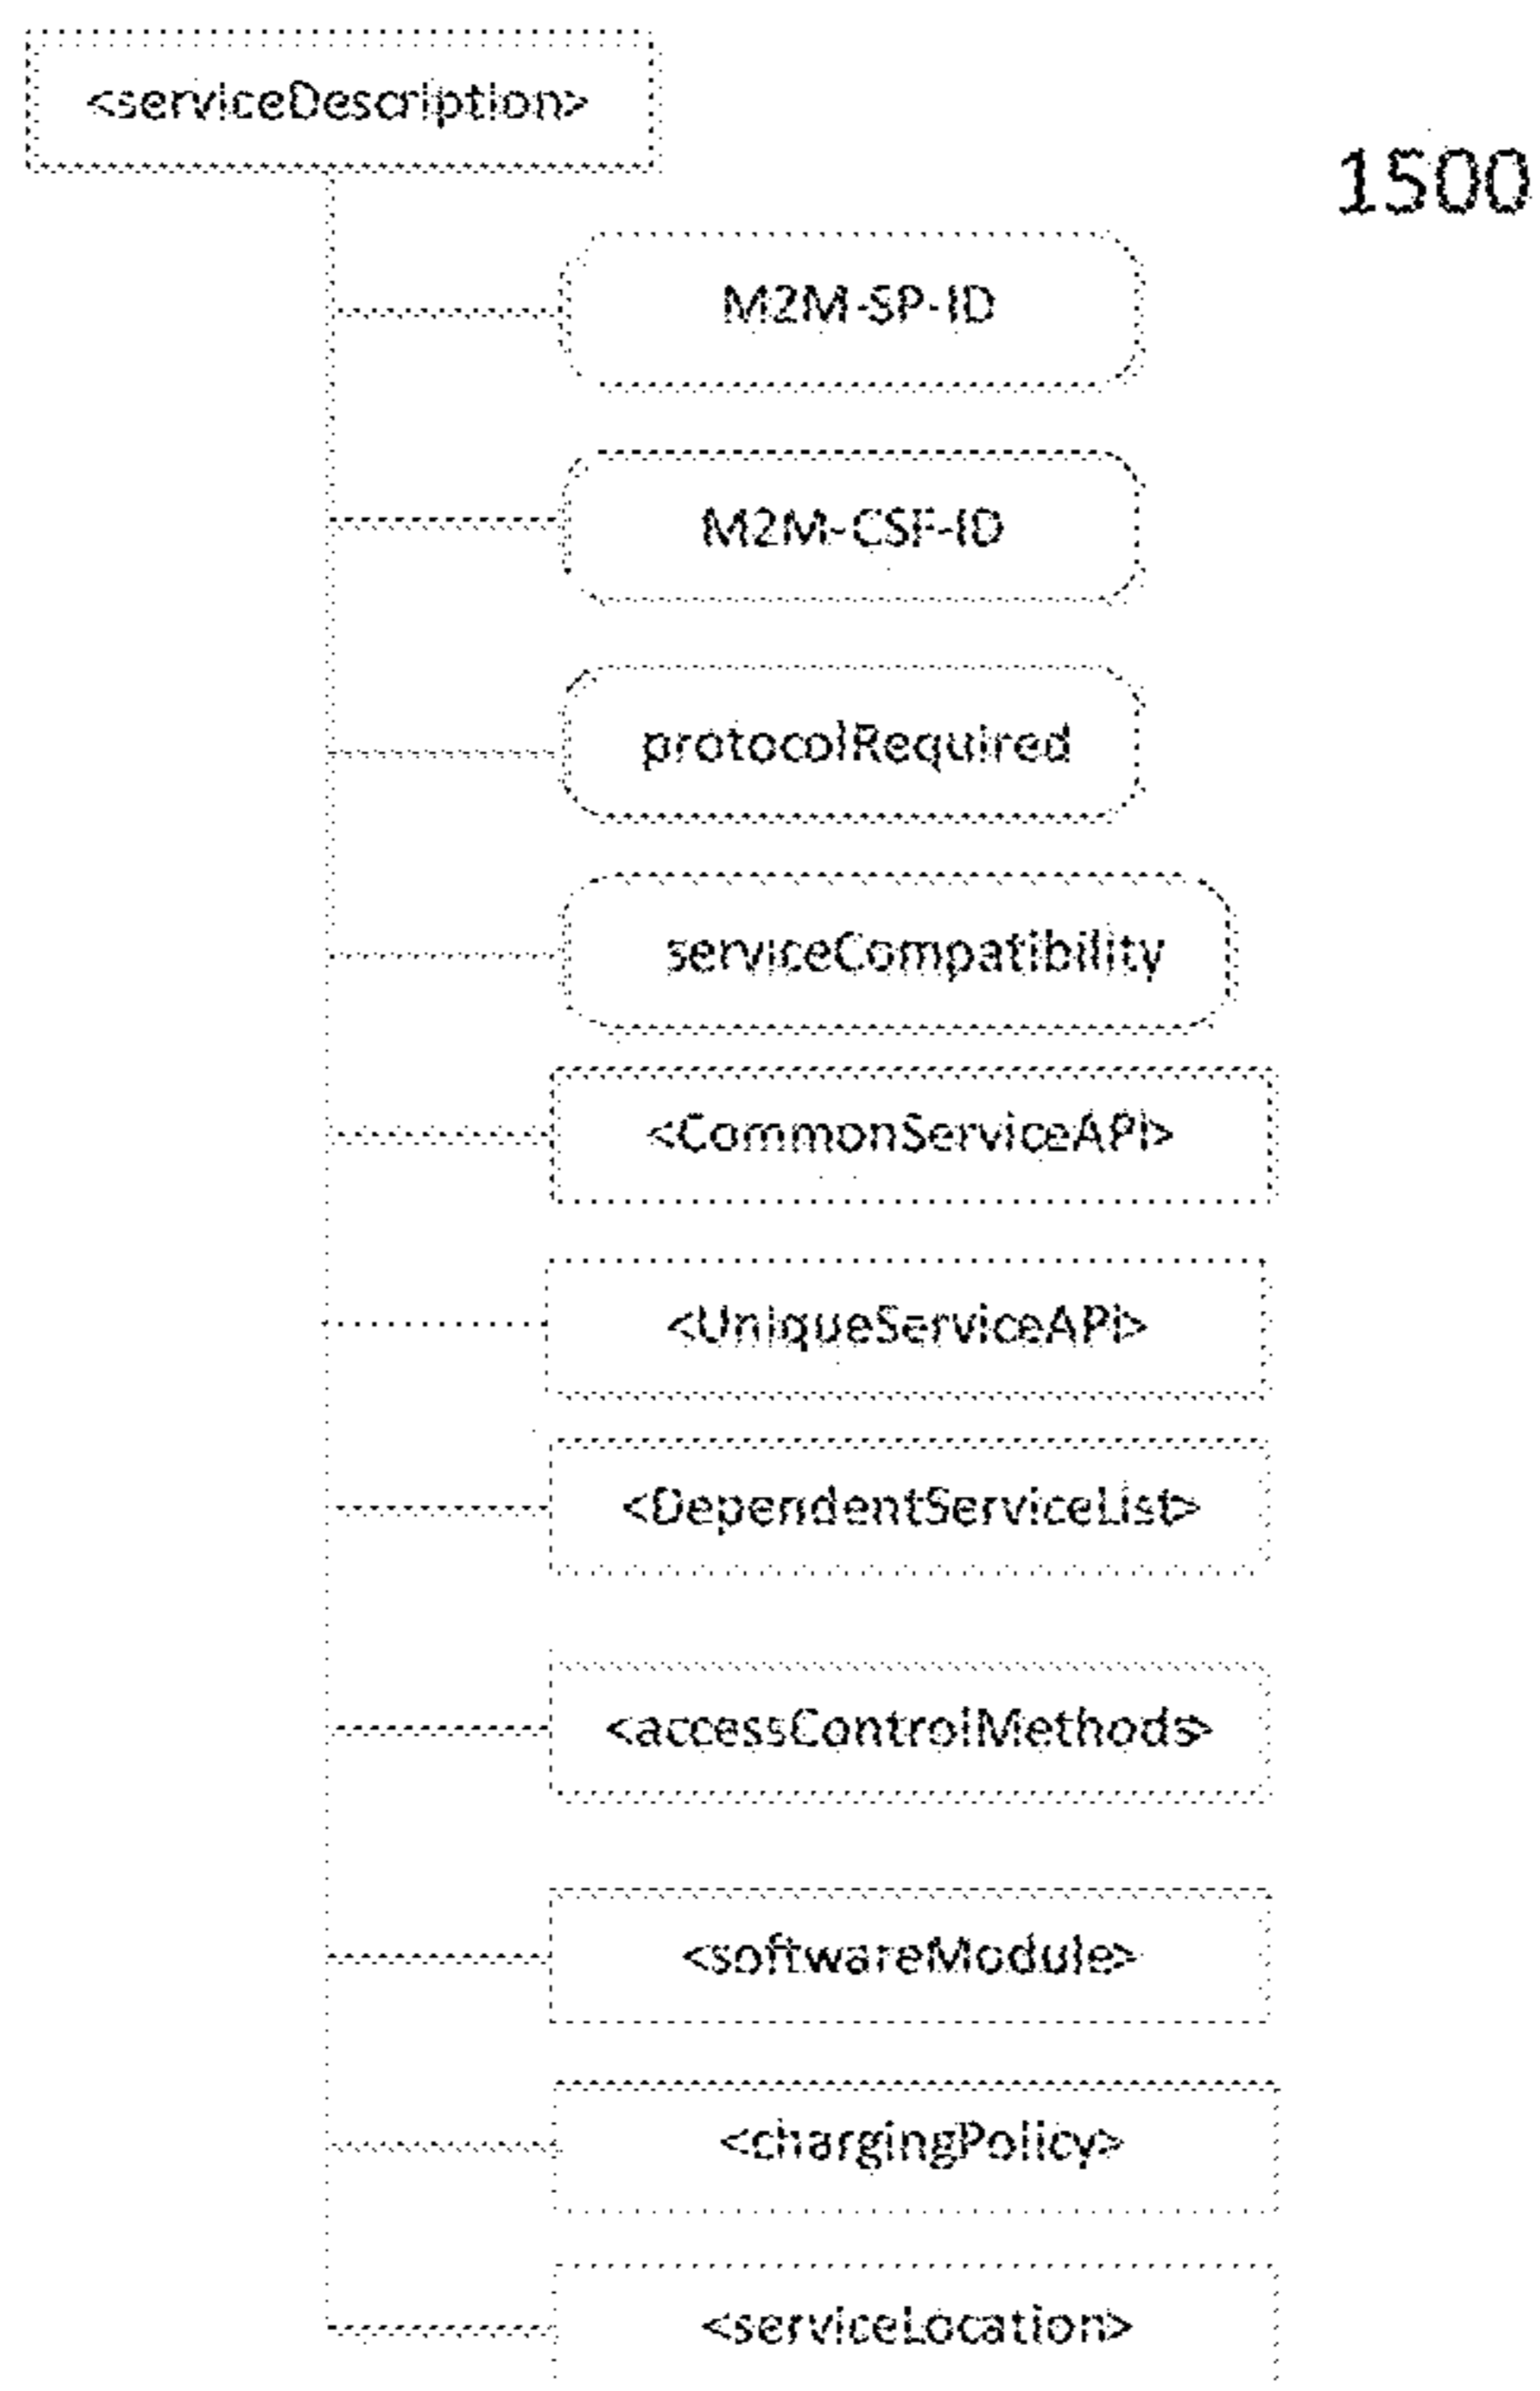 <serviceDescription>
1500
M2M-SP-ID
M2M-CSF-ID
protocolRequired
serviceCompatibility
<CommonServiceAPI>
<UniqueServiceAPI>
<DependentServiceList>
<accessControlMethods>
<softwareModule>
<chargingPolicy>
<serviceLocation>